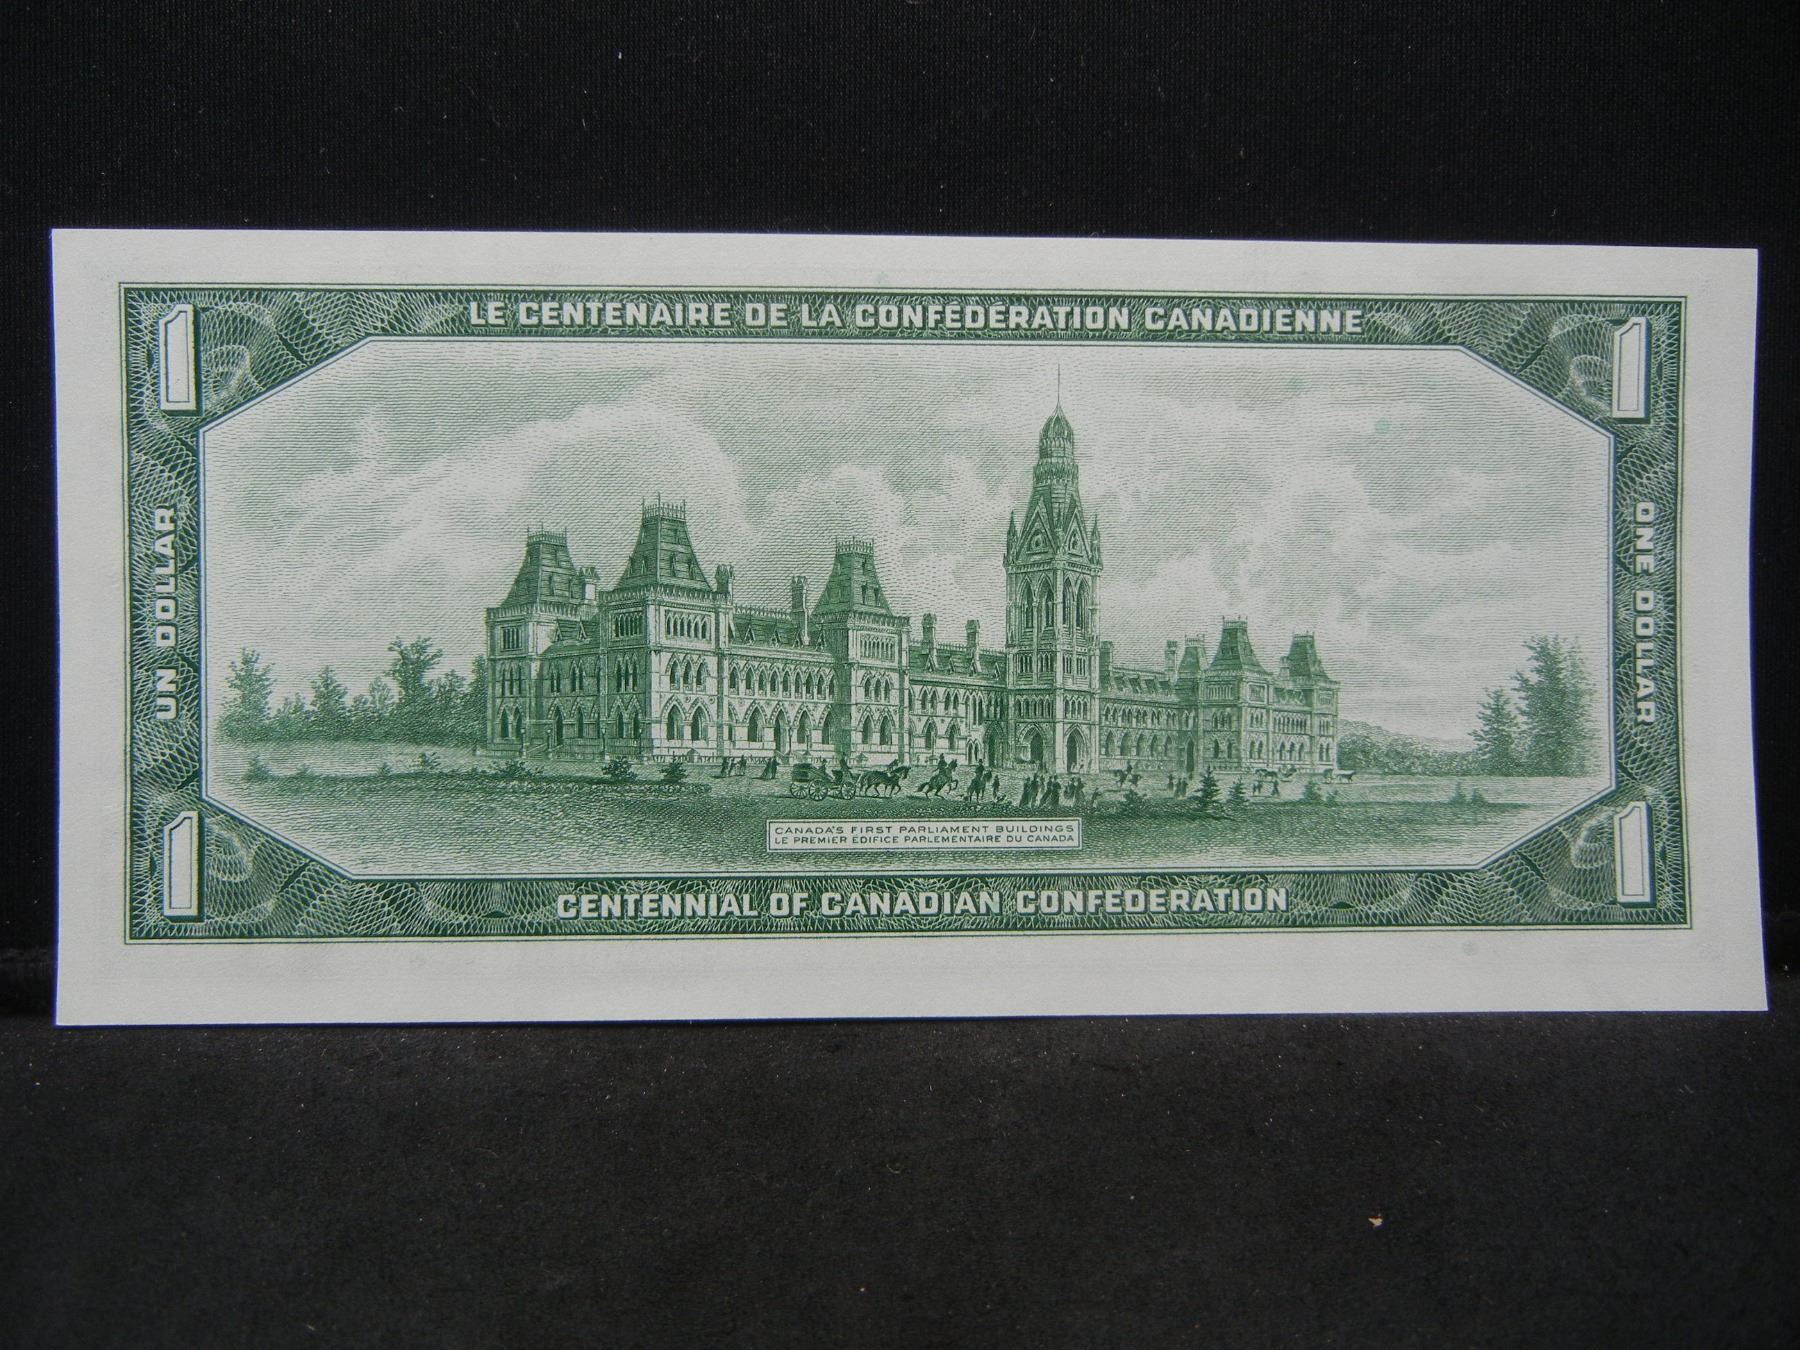 1
LE CENTENAIRE DE LA CONFÉDÉRATION CANADIENNE
1
UN DOLLAR
ONE DOLLAR
CANADA'S FIRST PARLIAMENT BUILDINGS
LE PREMIER ÉDIFICE PARLEMENTAIRE DU CANADA
1
CENTENNIAL OF CANADIAN CONFEDERATION
1